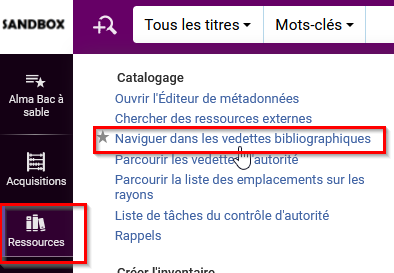 SANDBOX
Tous les titres
Mots-clés
Alma Bac à
sable
Acquisitions
Ressources
Catalogage
Ouvrir l'Éditeur de métadonnées
Chercher des ressources externes
Naviguer dans les vedettes bibliographiques
Parcourir les vedette 'autorité
Parcourir la liste des emplacements sur les
rayons
Liste de tâches du contrôle d'autorité
Rappels
Créer l'inventaire